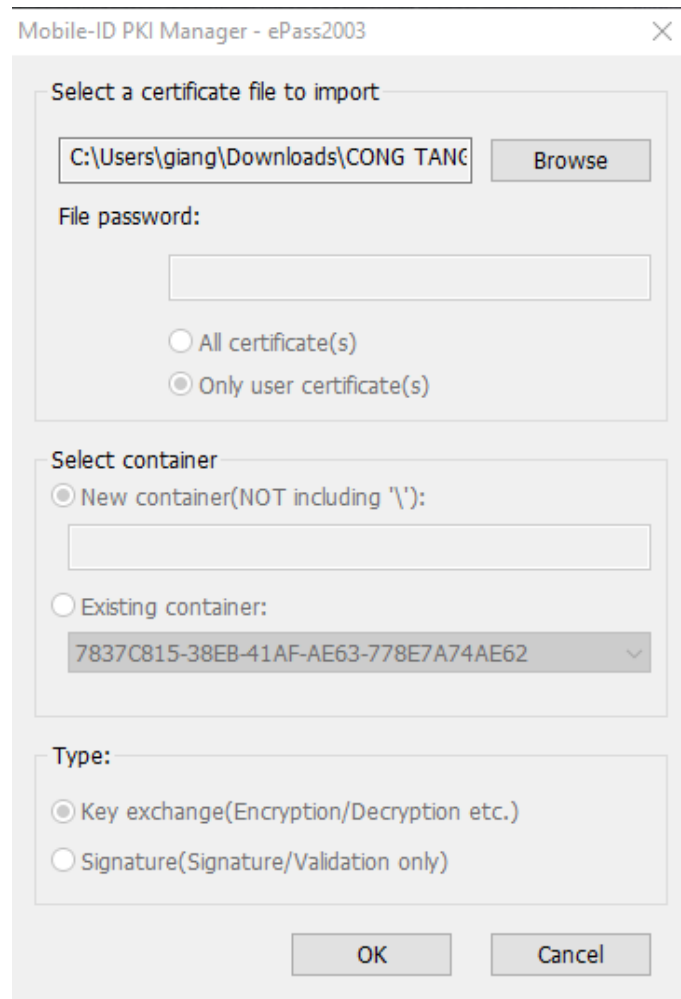 Mobile-ID PKI Manager - ePass2003
Select a certificate file to import
C:\Users\giang\Downloads\CONG TANG
Browse
File password:
All certificate(s)
Only user certificate(s)
Select container
New container(NOT including '\'):
Existing container:
7837C815-38EB-41AF-AE63-778E7A74AE62
Type:
Key exchange(Encryption/Decryption etc.)
Signature(Signature/Validation only)
OK
Cancel